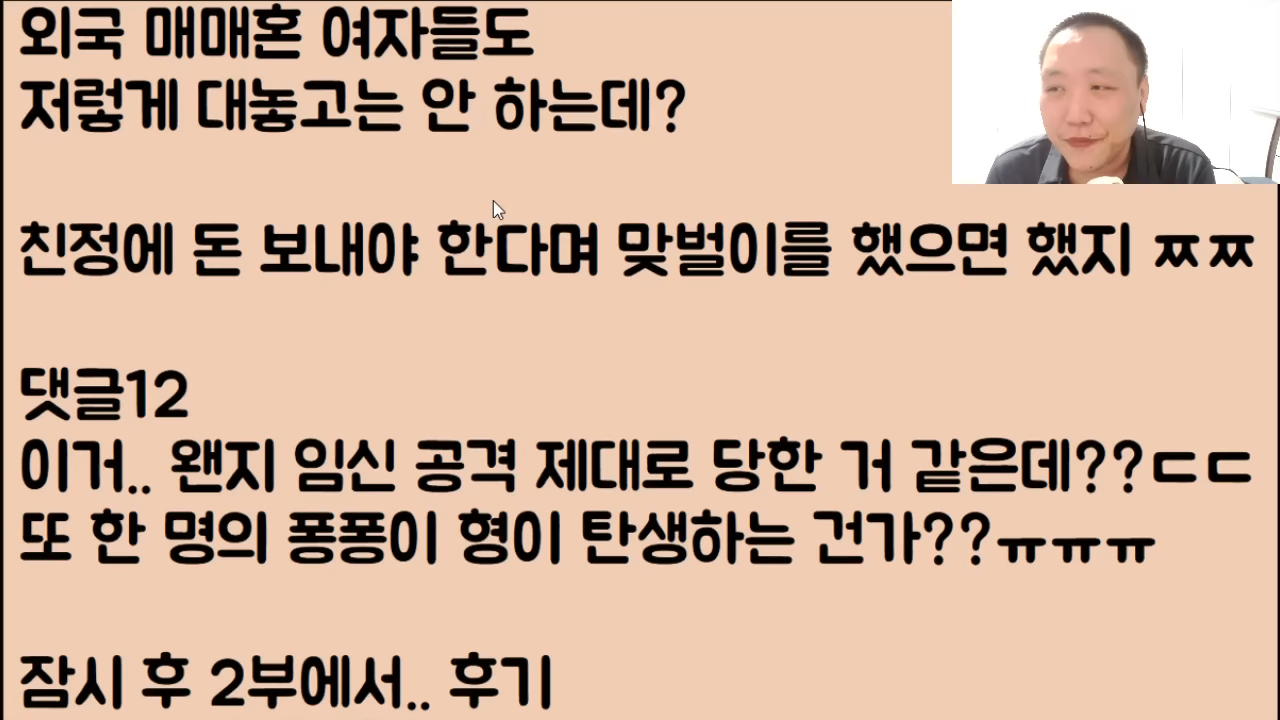 외국 매매혼 여자들도
저렇게 대놓고는 안 하는데?
친정에 돈 보내야 한다며 맞벌이를 했으면 했지 ㅉㅉ
댓글12
이거.. 왠지 임신 공격 제대로 당한 거 같은데??ㄷㄷ
또 한 명의 퐁퐁이 형이 탄생하는 건가??ㅠㅠㅠ
잠시 후 2부에서.. 후기